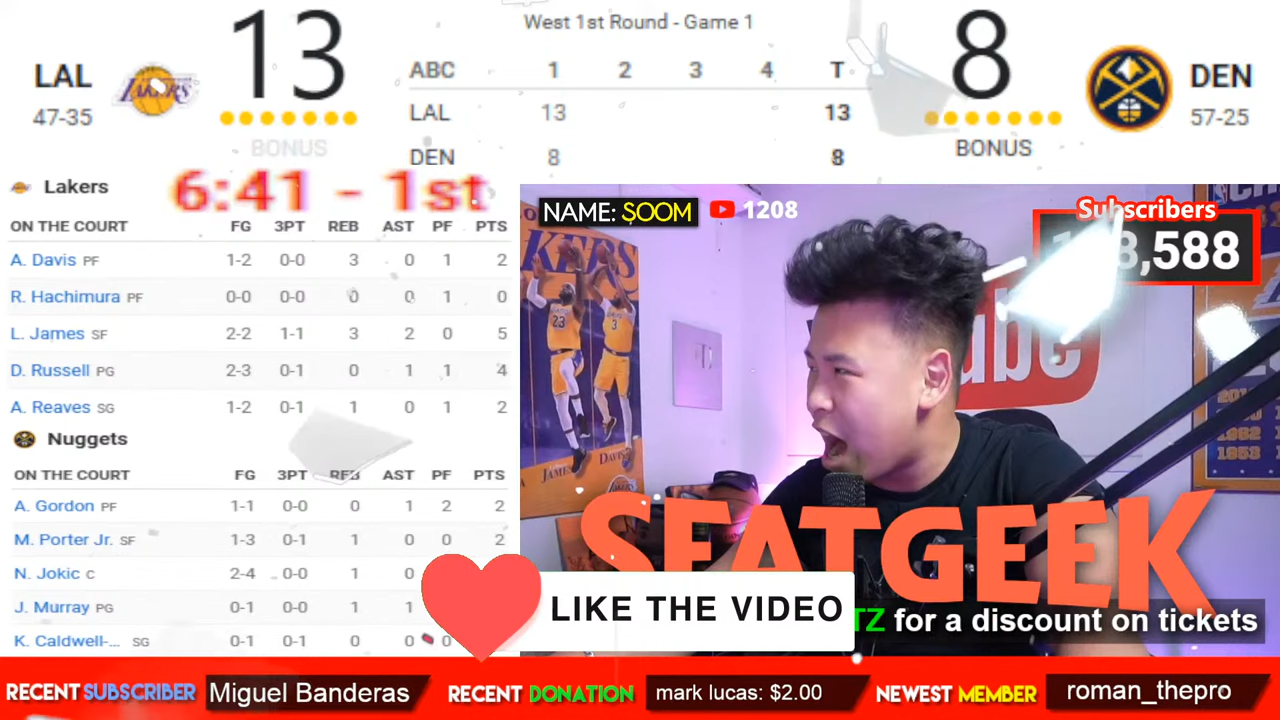 West 1st Round - Game 1
LAL 13 8 DEN
47-35 57-25
BONUS BONUS
ABC 1 2 3 4 T
LAL 13 13
DEN 8 8
6:41 - 1st
Lakers
ON THE COURT FG 3PT REB AST PF PTS
A. Davis PF 1-2 0-0 3 0 1 2
R. Hachimura PF 0-0 0-0 0 0 1 0
L. James SF 2-2 1-1 3 2 0 5
D. Russell PG 2-3 0-1 0 1 1 4
A. Reaves SG 1-2 0-1 1 0 1 2
Nuggets
ON THE COURT FG 3PT REB AST PF PTS
A. Gordon PF 1-1 0-0 0 1 2 2
M. Porter Jr. SF 1-3 0-1 1 0 0 2
N. Jokic C 2-4 0-0 1 0
J. Murray PG 0-1 0-0 1 1
K. Caldwell-... SG 0-1 0-1 0 0 0
NAME: SOOM 1208
Subscribers
8,588
LAKERS
23 3
JAMES DAVIS
ube
SEATGEEK
LIKE THE VIDEO
TZ for a discount on tickets
RECENT SUBSCRIBER Miguel Banderas RECENT DONATION mark lucas: $2.00 NEWEST MEMBER roman_thepro